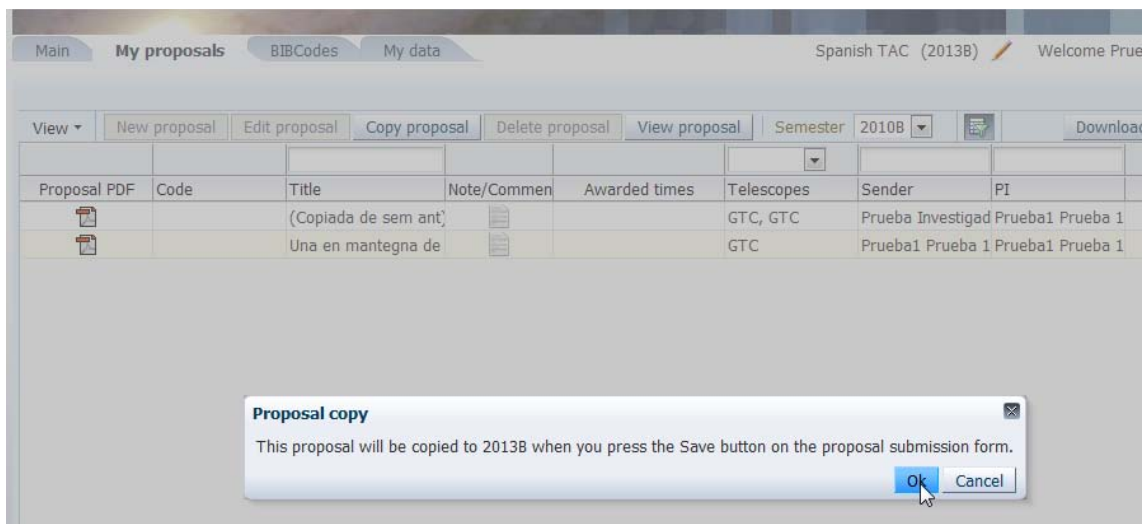 Main My proposals BIBCodes My data Spanish TAC (2013B) Welcome Prue
View New proposal Edit proposal Copy proposal Delete proposal View proposal Semester 2010B Download
Proposal PDF Code Title Note/Commen Awarded times Telescopes Sender PI
(Copiada de sem ant) GTC, GTC Prueba Investigad Prueba1 Prueba 1
Una en mantegna de GTC Prueba1 Prueba 1 Prueba1 Prueba 1
Proposal copy
This proposal will be copied to 2013B when you press the Save button on the proposal submission form.
Ok Cancel